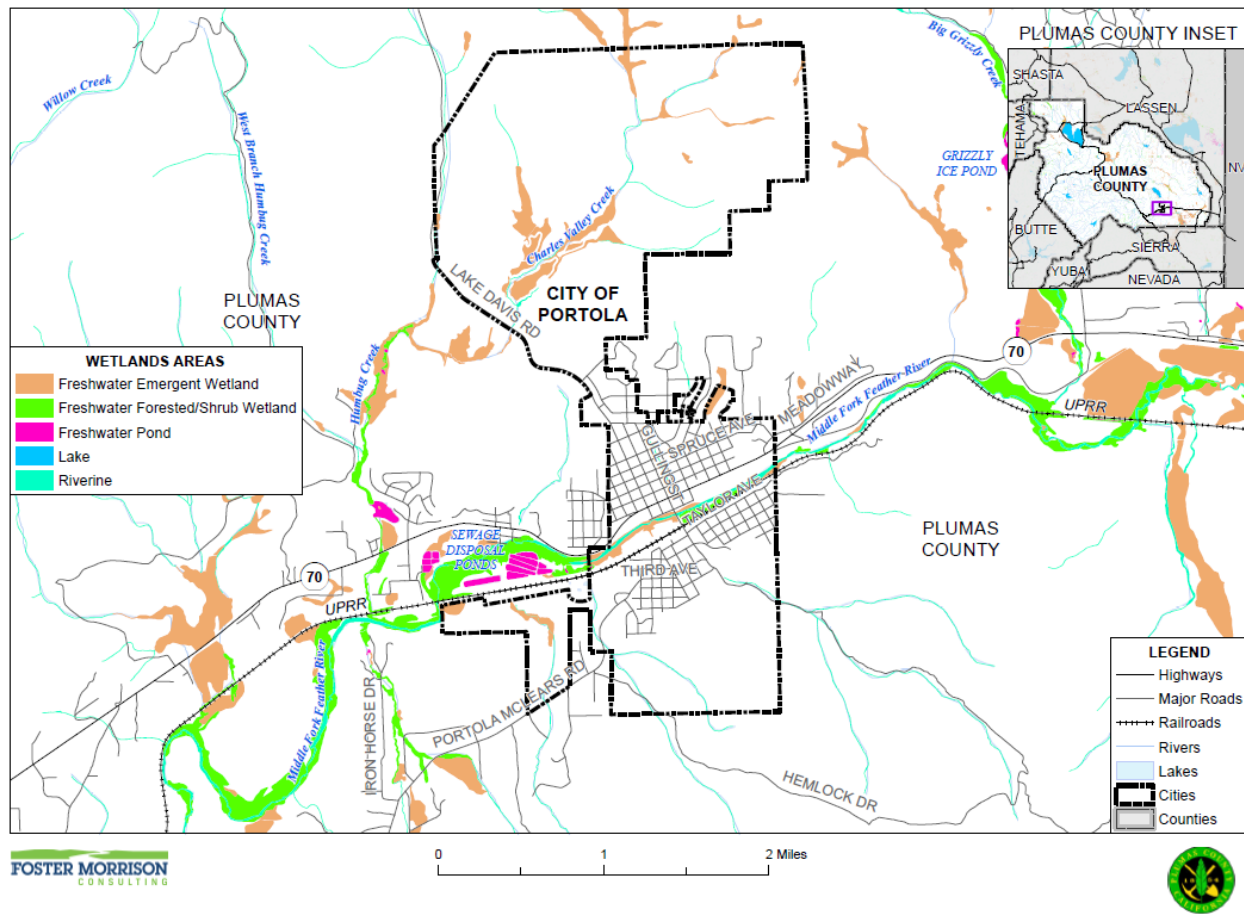 PLUMAS COUNTY INSET
SHASTA
LASSEN
TEHAMA
PLUMAS
COUNTY
NV
BUTTE
SIERRA
YUBA
NEVADA
Big Grizzly Creek
Willow Creek
West Branch Humbug Creek
GRIZZLY
ICE POND
Charles Valley Creek
LAKE DAVIS RD
CITY OF
PORTOLA
PLUMAS
COUNTY
WETLANDS AREAS
Freshwater Emergent Wetland
Freshwater Forested/Shrub Wetland
Freshwater Pond
Lake
Riverine
Humbug Creek
70
UPRR
Middle Fork Feather River
MEADOWWAY
SPRUCE AVE
GULLING ST
TAYLOR AVE
SEWAGE
DISPOSAL
PONDS
THIRD AVE
PLUMAS
COUNTY
70
UPRR
Middle Fork Feather River
IRON HORSE DR
PORTOLA MCLEARS RD
HEMLOCK DR
LEGEND
Highways
Major Roads
Railroads
Rivers
Lakes
Cities
Counties
FOSTER MORRISON
CONSULTING
0 1 2 Miles
PLUMAS COUNTY
CALIFORNIA